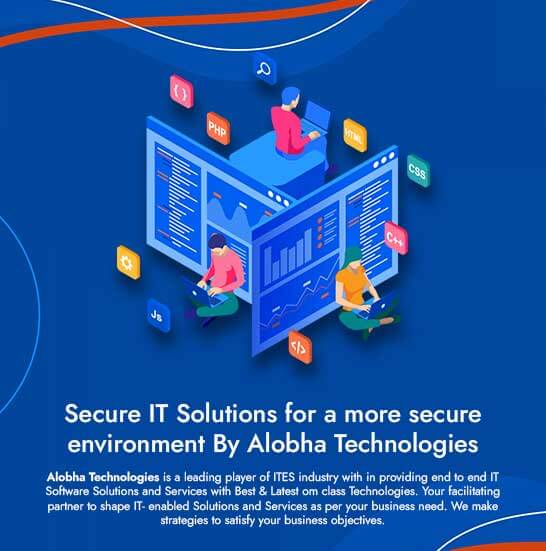 { }
PHP
HTML
CSS
C++
Js
</>
Secure IT Solutions for a more secure
environment By Alobha Technologies
Alobha Technologies is a leading player of ITES industry with in providing end to end IT
Software Solutions and Services with Best & Latest om class Technologies. Your facilitating
partner to shape IT- enabled Solutions and Services as per your business need. We make
strategies to satisfy your business objectives.